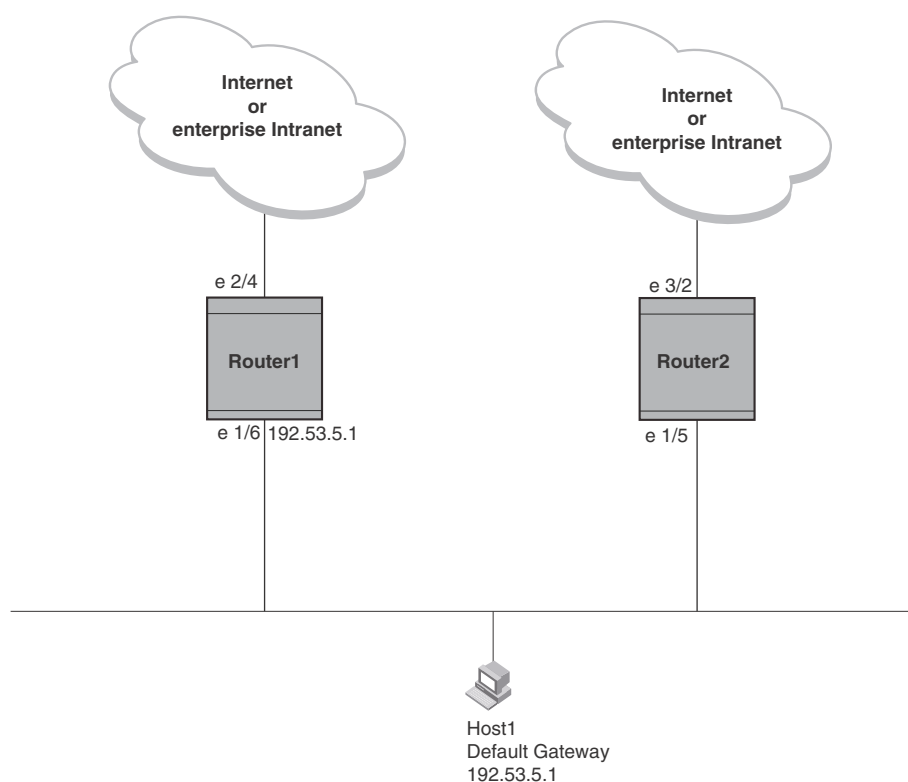 Internet
or
enterprise Intranet
Internet
or
enterprise Intranet
e 2/4
e 3/2
Router1
Router2
e 1/6
192.53.5.1
e 1/5
Host1
Default Gateway
192.53.5.1